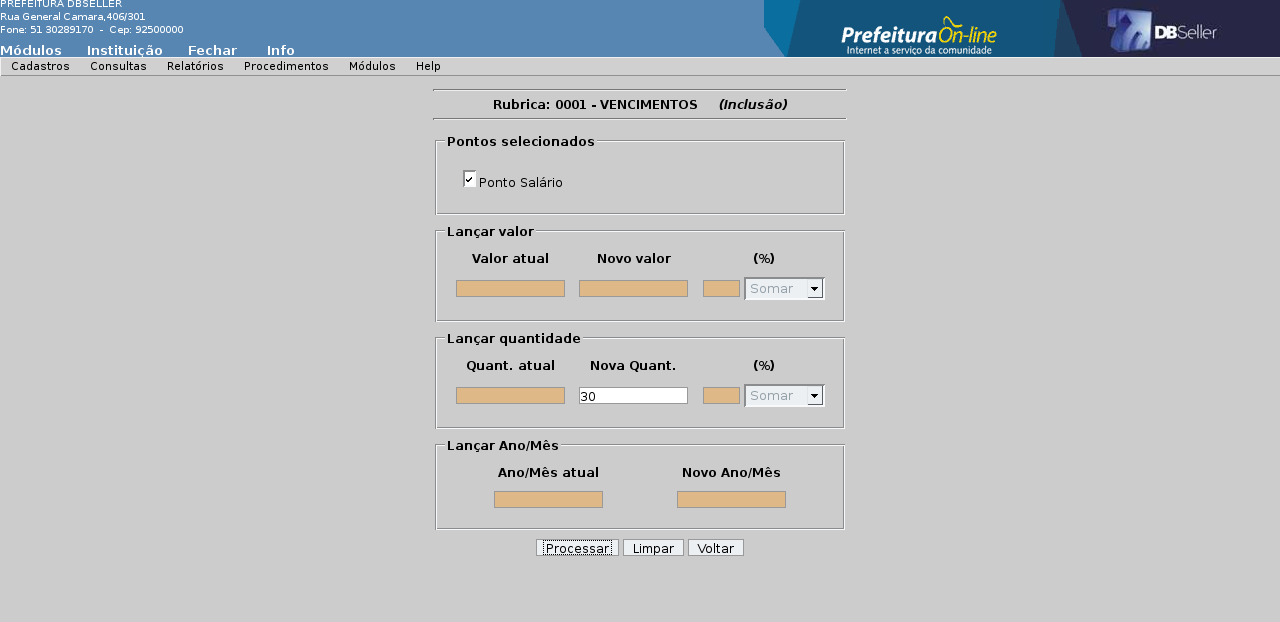 PREFEITURA DBSELLER
Rua General Camara,406/301
Fone: 51 30289170 - Cep: 92500000
Módulos Instituição Fechar Info
Prefeitura On-line
Internet a serviço da comunidade
DBSeller
Cadastros Consultas Relatórios Procedimentos Módulos Help
Rubrica: 0001 - VENCIMENTOS (Inclusão)
Pontos selecionados
Ponto Salário
Lançar valor
Valor atual Novo valor (%)
Somar
Lançar quantidade
Quant. atual Nova Quant. (%)
30 Somar
Lançar Ano/Mês
Ano/Mês atual Novo Ano/Mês
Processar Limpar Voltar